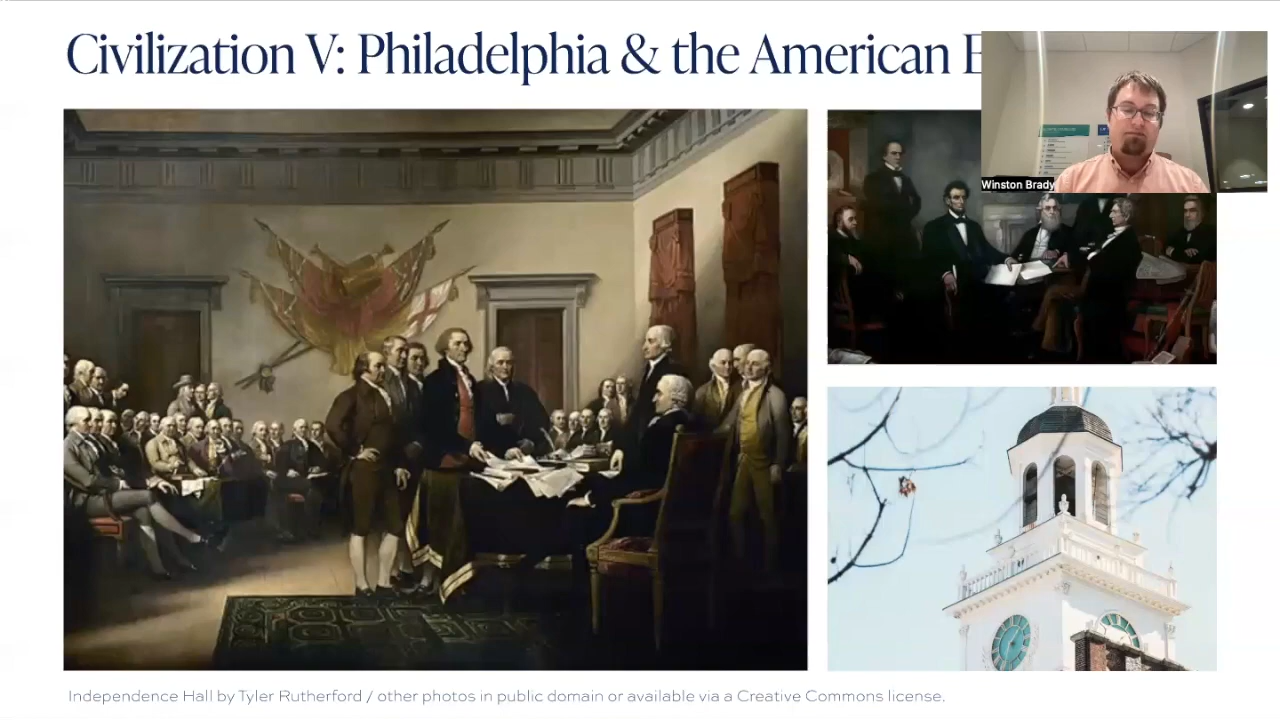 Civilization V: Philadelphia & the American
Winston Brady
Independence Hall by Tyler Rutherford / other photos in public domain or available via a Creative Commons license.